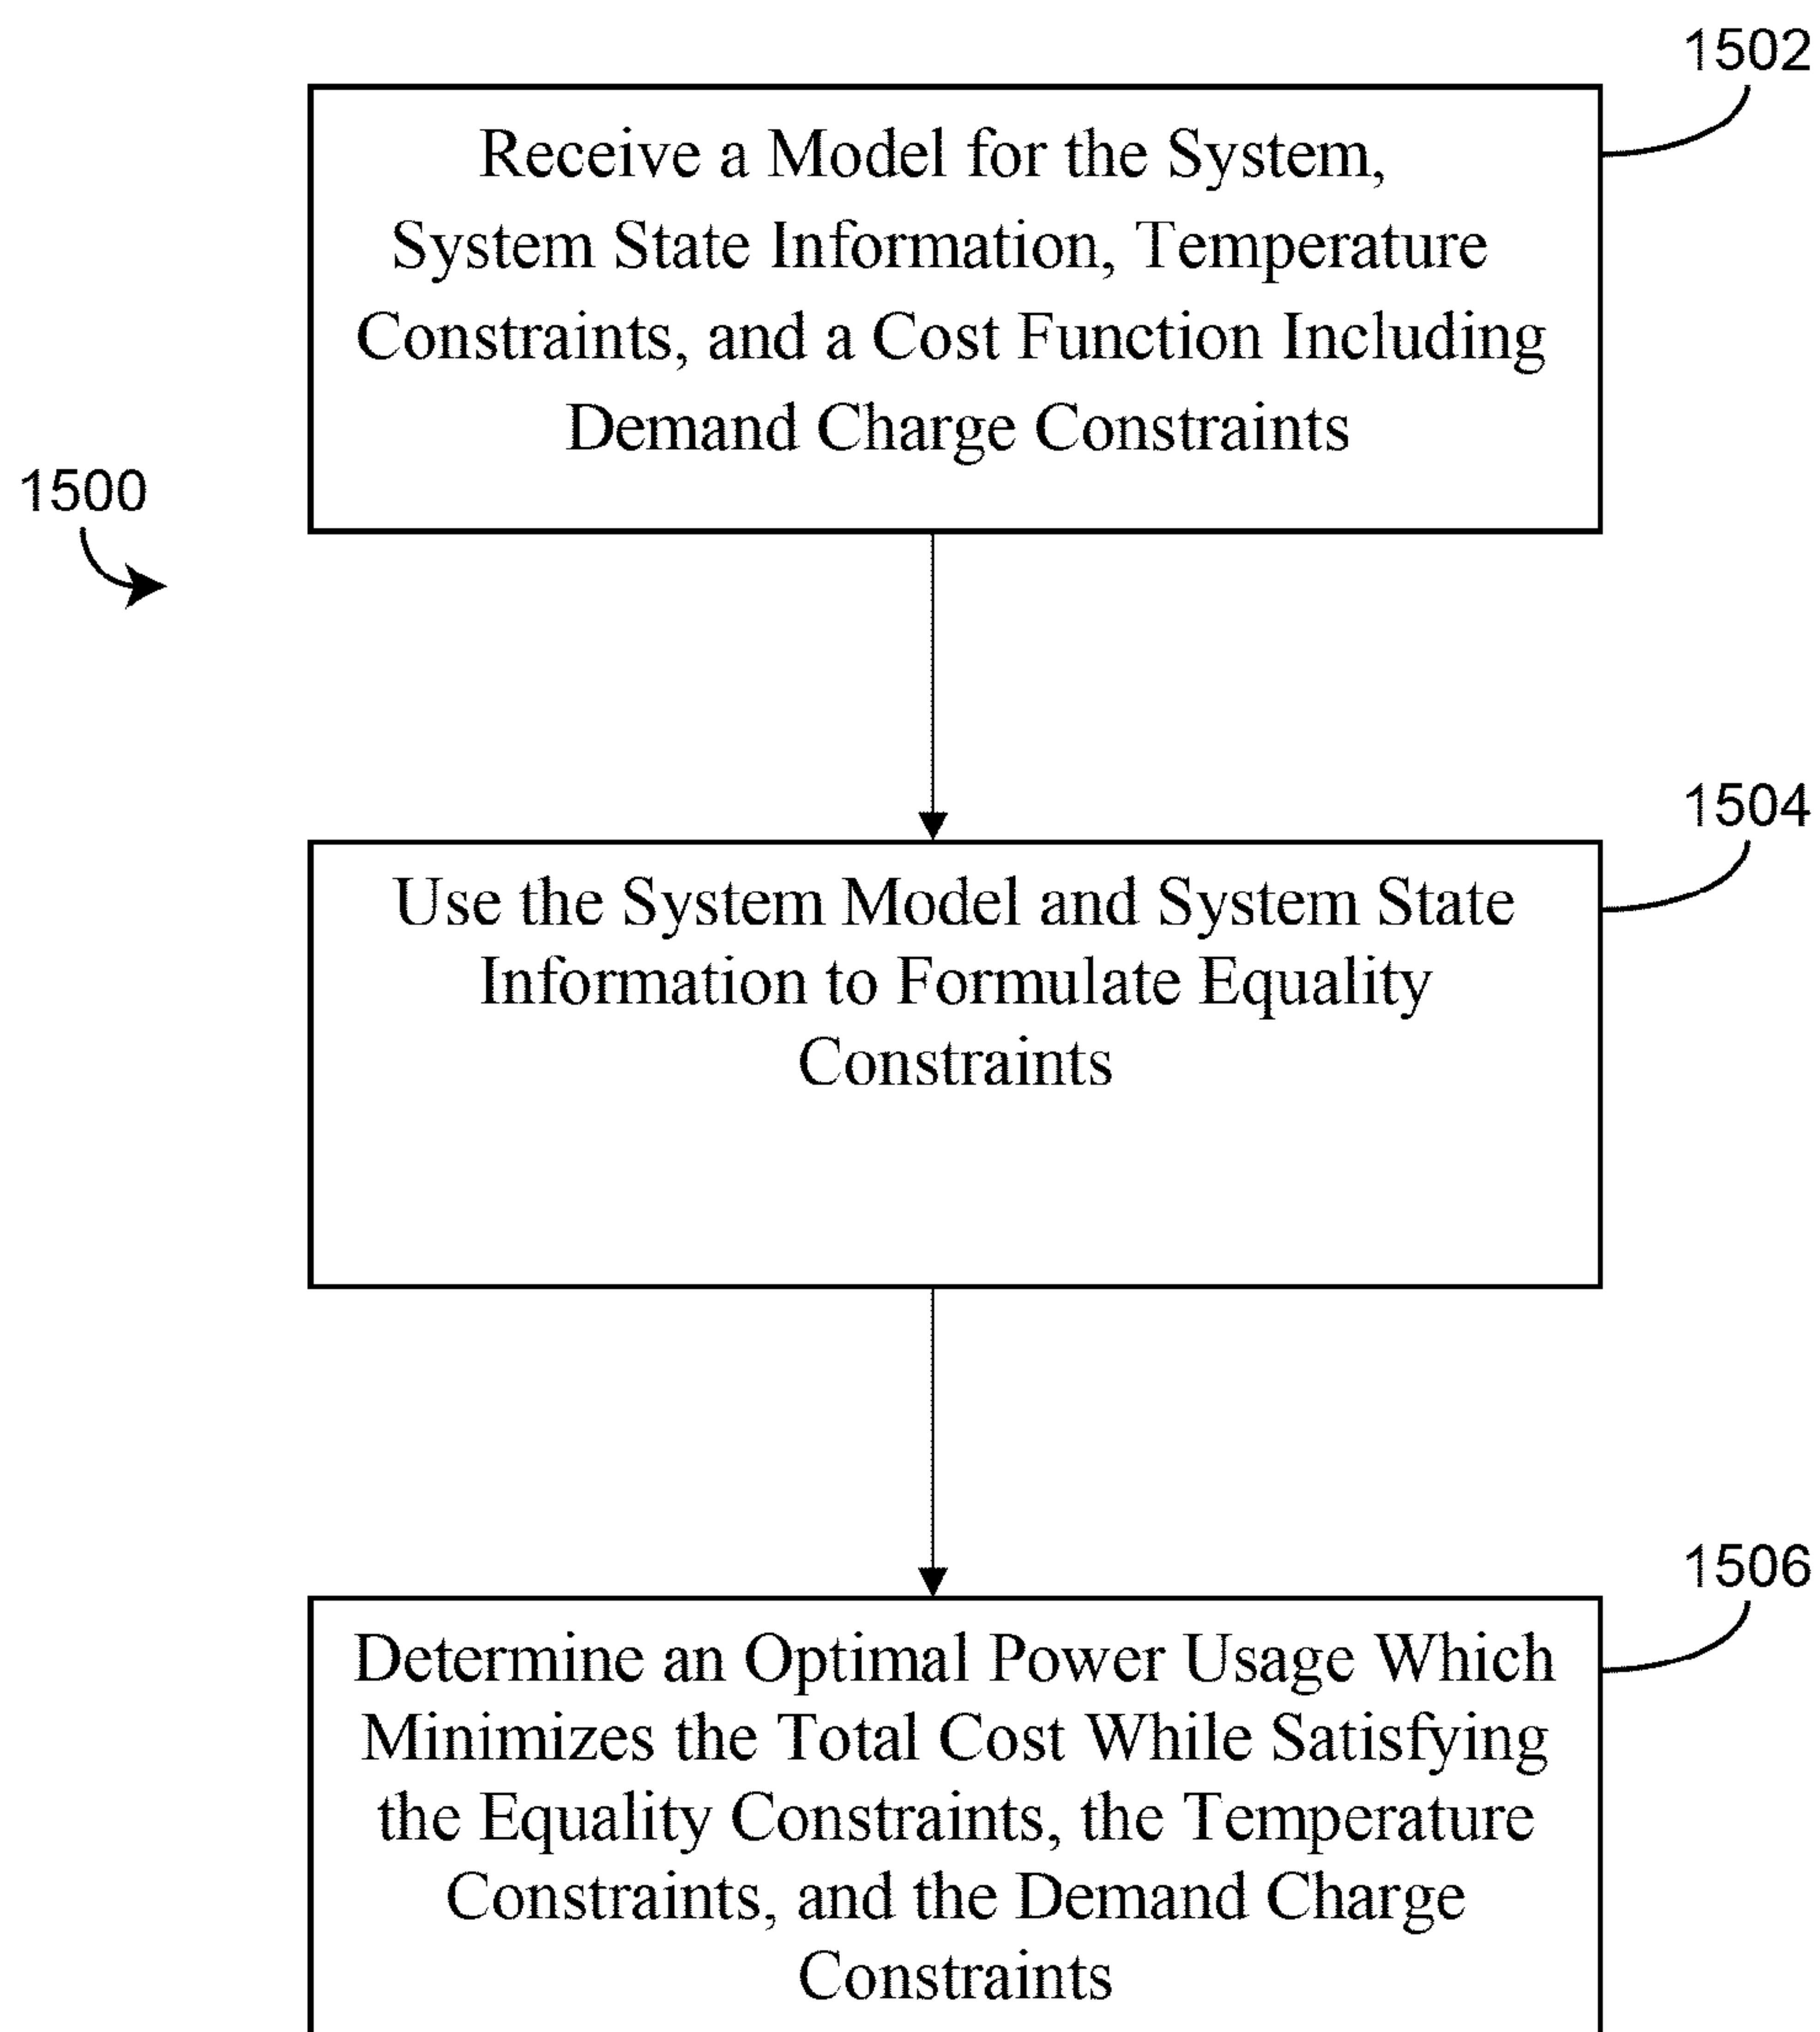 1502
Receive a Model for the System,
System State Information, Temperature
Constraints, and a Cost Function Including
Demand Charge Constraints
1500
1504
Use the System Model and System State
Information to Formulate Equality
Constraints
1506
Determine an Optimal Power Usage Which
Minimizes the Total Cost While Satisfying
the Equality Constraints, the Temperature
Constraints, and the Demand Charge
Constraints